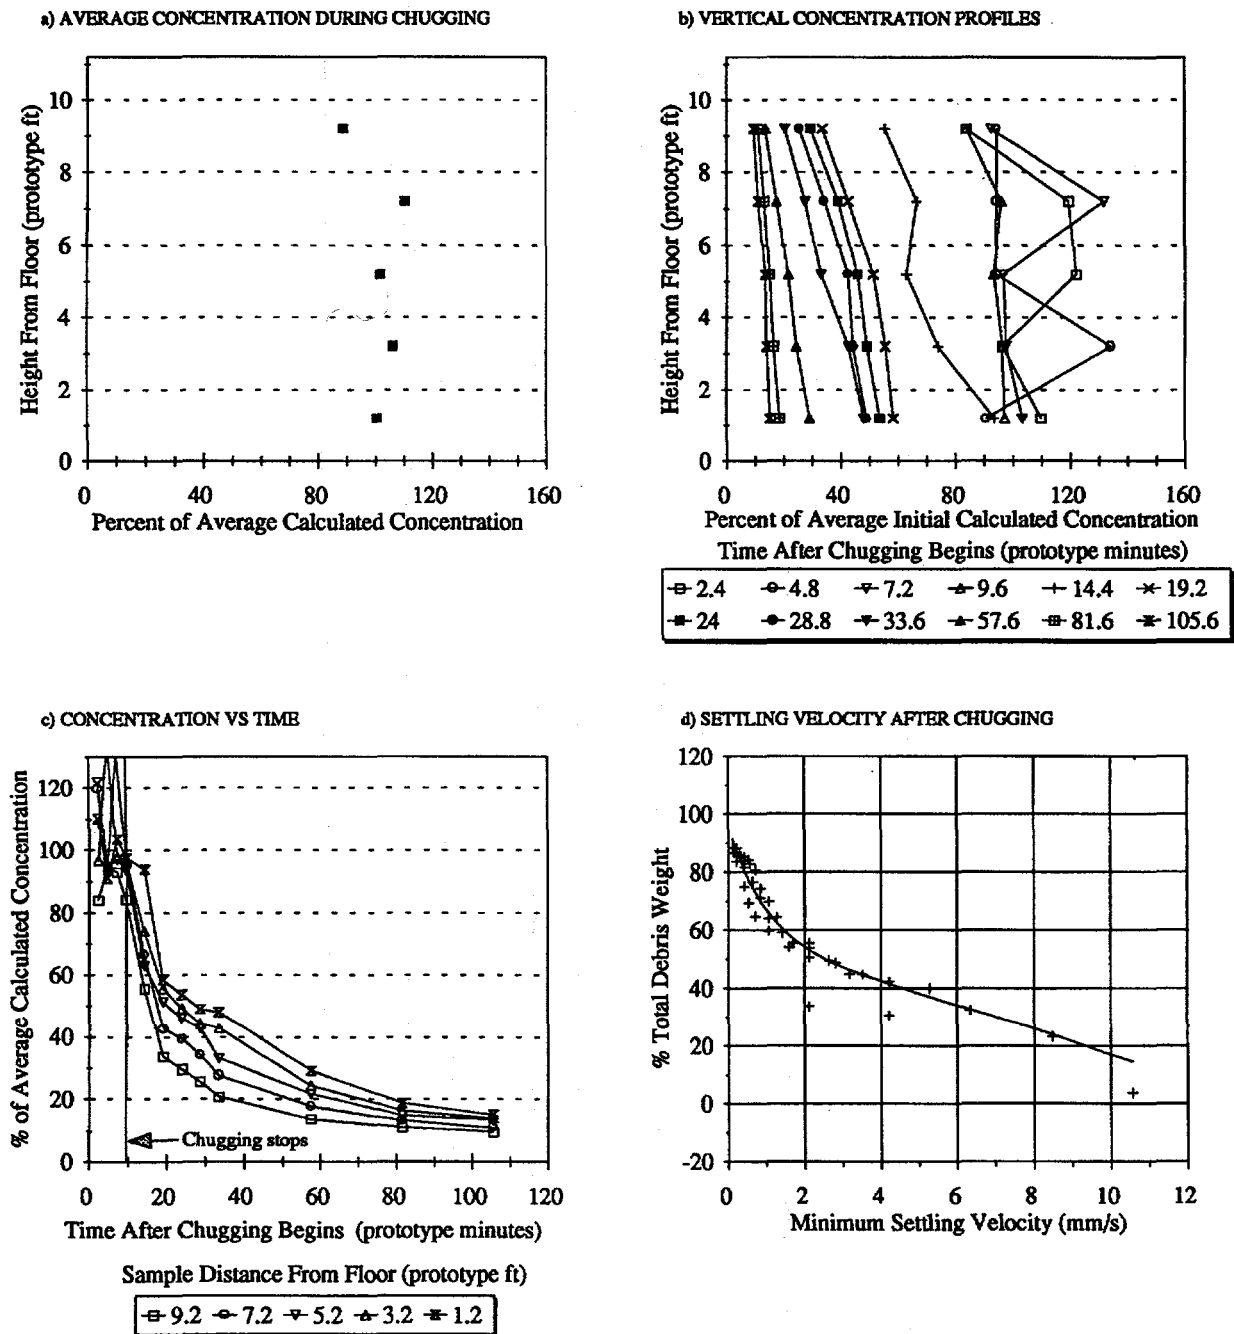 a) AVERAGE CONCENTRATION DURING CHUGGING
10
8
6
4
2
0
Height From Floor (prototype ft)
0 40 80 120 160
Percent of Average Calculated Concentration
b) VERTICAL CONCENTRATION PROFILES
10
8
6
4
2
0
Height From Floor (prototype ft)
0 40 80 120 160
Percent of Average Initial Calculated Concentration
Time After Chugging Begins (prototype minutes)
2.4 4.8 7.2 9.6 14.4 19.2
24 28.8 33.6 57.6 81.6 105.6
c) CONCENTRATION VS TIME
120
100
80
60
40
20
0
% of Average Calculated Concentration
Chugging stops
0 20 40 60 80 100 120
Time After Chugging Begins (prototype minutes)
Sample Distance From Floor (prototype ft)
9.2 7.2 5.2 3.2 1.2
d) SETTLING VELOCITY AFTER CHUGGING
120
100
80
60
40
20
0
-20
% Total Debris Weight
0 2 4 6 8 10 12
Minimum Settling Velocity (mm/s)